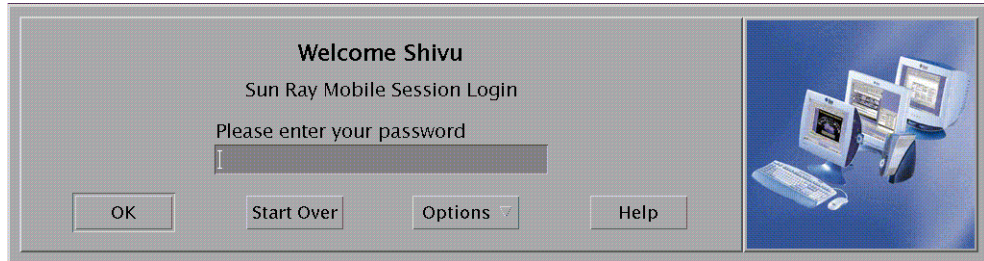 Welcome Shivu
Sun Ray Mobile Session Login
Please enter your password
OK Start Over Options Help